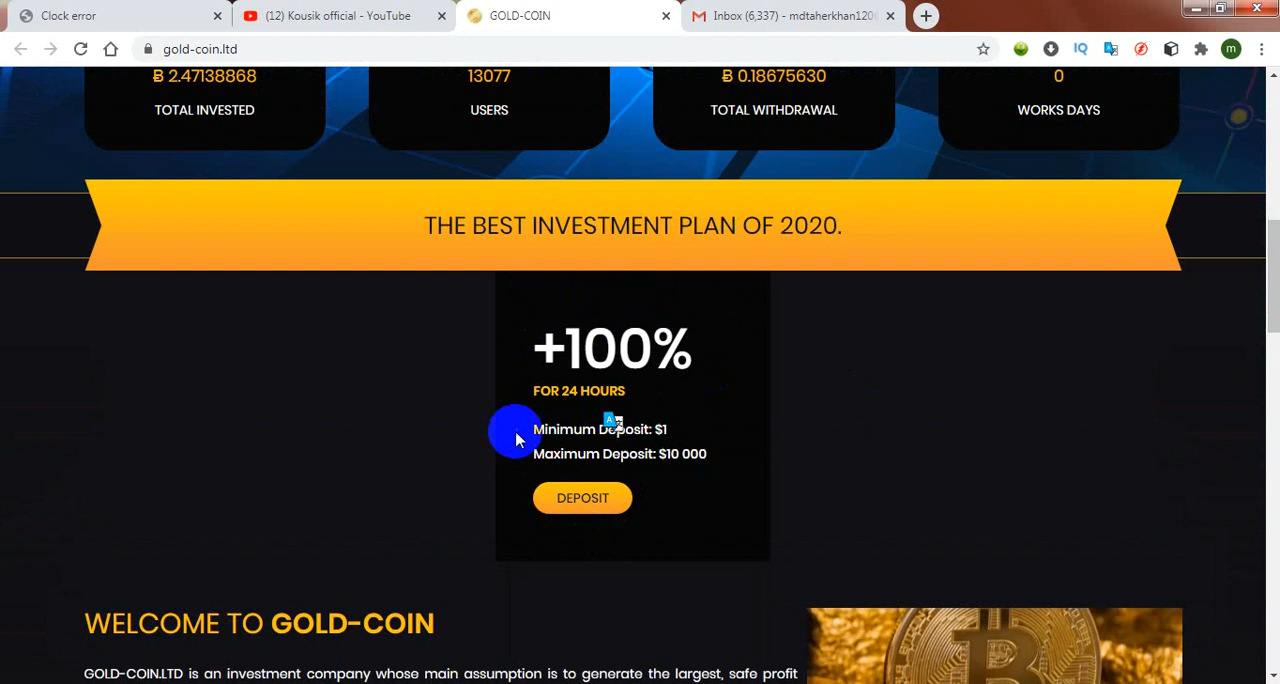 Clock error
(12) Kousik official - YouTube
GOLD-COIN
Inbox (6,337) - mdtaherkhan120
gold-coin.ltd
IQ
m
Ƀ 2.47138868
13077
Ƀ 0.18675630
0
TOTAL INVESTED
USERS
TOTAL WITHDRAWAL
WORKS DAYS
THE BEST INVESTMENT PLAN OF 2020.
+100%
FOR 24 HOURS
Minimum Deposit: $1
Maximum Deposit: $10 000
DEPOSIT
WELCOME TO GOLD-COIN
GOLD-COIN.LTD is an investment company whose main assumption is to generate the largest, safe profit